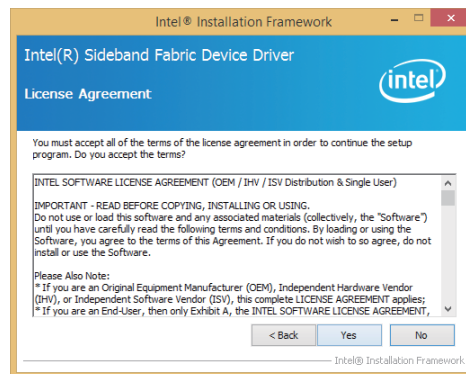 Intel® Installation Framework
Intel(R) Sideband Fabric Device Driver
License Agreement
intel
You must accept all of the terms of the license agreement in order to continue the setup
program. Do you accept the terms?
INTEL SOFTWARE LICENSE AGREEMENT (OEM / IHV / ISV Distribution & Single User)
IMPORTANT - READ BEFORE COPYING, INSTALLING OR USING.
Do not use or load this software and any associated materials (collectively, the "Software")
until you have carefully read the following terms and conditions. By loading or using the
Software, you agree to the terms of this Agreement. If you do not wish to so agree, do not
install or use the Software.
Please Also Note:
* If you are an Original Equipment Manufacturer (OEM), Independent Hardware Vendor
(IHV), or Independent Software Vendor (ISV), this complete LICENSE AGREEMENT applies;
* If you are an End-User, then only Exhibit A, the INTEL SOFTWARE LICENSE AGREEMENT,
< Back Yes No
Intel® Installation Framework